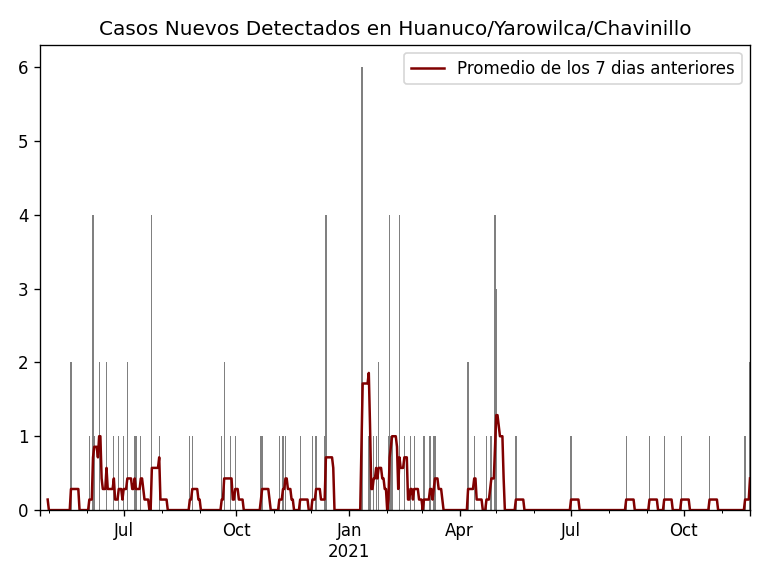 Casos Nuevos Detectados en Huanuco/Yarowilca/Chavinillo
Promedio de los 7 dias anteriores
6
5
4
3
2
1
0
Jul
Oct
Jan
2021
Apr
Jul
Oct